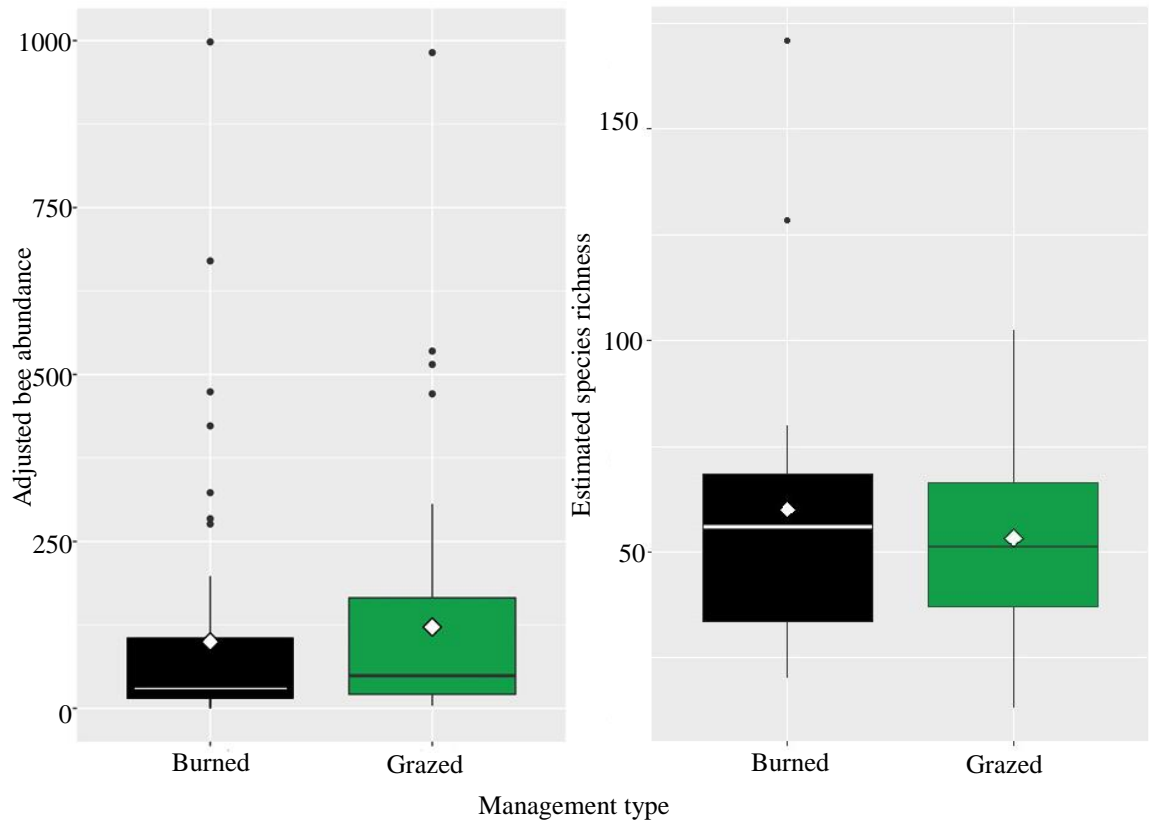 Adjusted bee abundance
1000
750
500
250
0
Burned
Grazed
Estimated species richness
150
100
50
Burned
Grazed
Management type